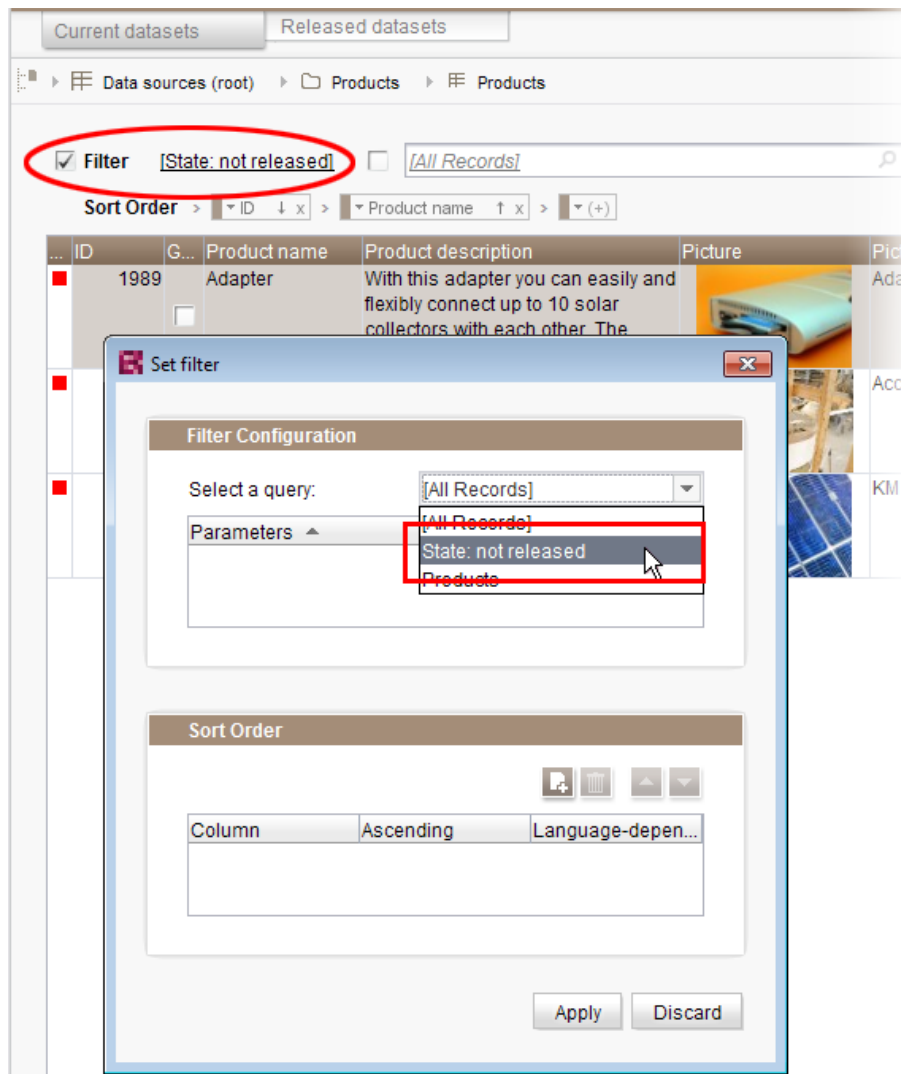 Current datasets
Released datasets
Data sources (root) Products Products
Filter [State: not released] [All Records]
Sort Order > ID ↓ x > Product name ↑ x > (+)
... ID G... Product name Product description Picture Pic
1989 Adapter With this adapter you can easily and Ada
flexibly connect up to 10 solar
collectors with each other. The
Set filter
Acc
Filter Configuration
Select a query: [All Records]
KM
Parameters [All Records]
State: not released
Products
Sort Order
Column Ascending Language-depen...
Apply Discard